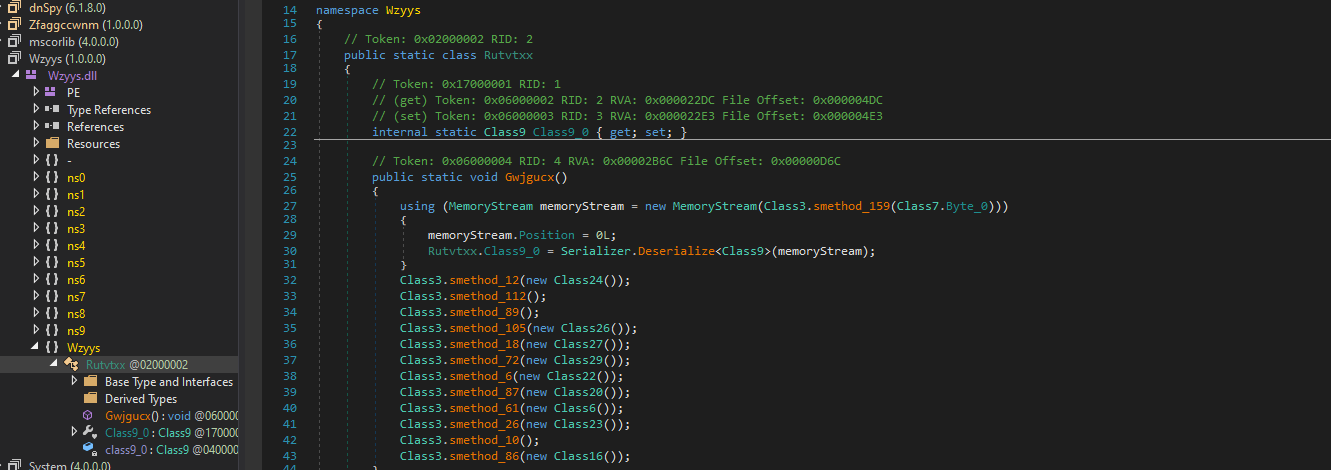 dnSpy (6.1.8.0)
Zfaggccwnm (1.0.0.0)
mscorlib (4.0.0.0)
Wzyys (1.0.0.0)
Wzyys.dll
PE
Type References
References
Resources
{ } -
{ } ns0
{ } ns1
{ } ns2
{ } ns3
{ } ns4
{ } ns5
{ } ns6
{ } ns7
{ } ns8
{ } ns9
{ } Wzyys
Rutvtxx @02000002
Base Type and Interfaces
Derived Types
Gwjgucx() : void @060000
Class9_0 : Class9 @170000
class9_0 : Class9 @040000
System (4.0.0.0)
14 namespace Wzyys
15 {
16 // Token: 0x02000002 RID: 2
17 public static class Rutvtxx
18 {
19 // Token: 0x17000001 RID: 1
20 // (get) Token: 0x06000002 RID: 2 RVA: 0x000022DC File Offset: 0x000004DC
21 // (set) Token: 0x06000003 RID: 3 RVA: 0x000022E3 File Offset: 0x000004E3
22 internal static Class9 Class9_0 { get; set; }
23
24 // Token: 0x06000004 RID: 4 RVA: 0x00002B6C File Offset: 0x00000D6C
25 public static void Gwjgucx()
26 {
27 using (MemoryStream memoryStream = new MemoryStream(Class3.smethod_159(Class7.Byte_0)))
28 {
29 memoryStream.Position = 0L;
30 Rutvtxx.Class9_0 = Serializer.Deserialize<Class9>(memoryStream);
31 }
32 Class3.smethod_12(new Class24());
33 Class3.smethod_112();
34 Class3.smethod_89();
35 Class3.smethod_105(new Class26());
36 Class3.smethod_18(new Class27());
37 Class3.smethod_72(new Class29());
38 Class3.smethod_6(new Class22());
39 Class3.smethod_87(new Class20());
40 Class3.smethod_61(new Class6());
41 Class3.smethod_26(new Class23());
42 Class3.smethod_10();
43 Class3.smethod_86(new Class16());
44